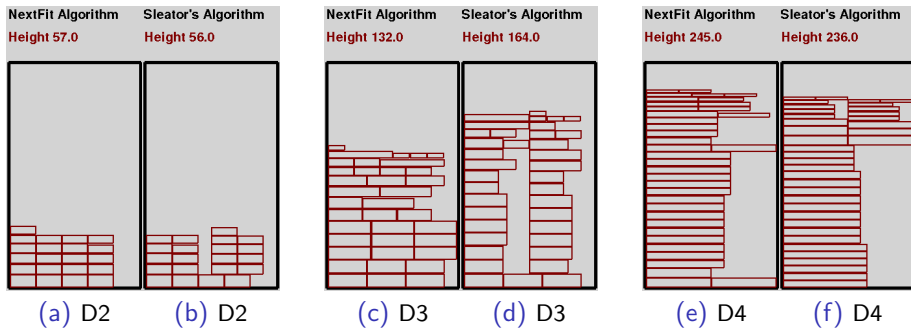 NextFit Algorithm Sleator's Algorithm NextFit Algorithm Sleator's Algorithm NextFit Algorithm Sleator's Algorithm
Height 57.0 Height 56.0 Height 132.0 Height 164.0 Height 245.0 Height 236.0
(a) D2 (b) D2 (c) D3 (d) D3 (e) D4 (f) D4